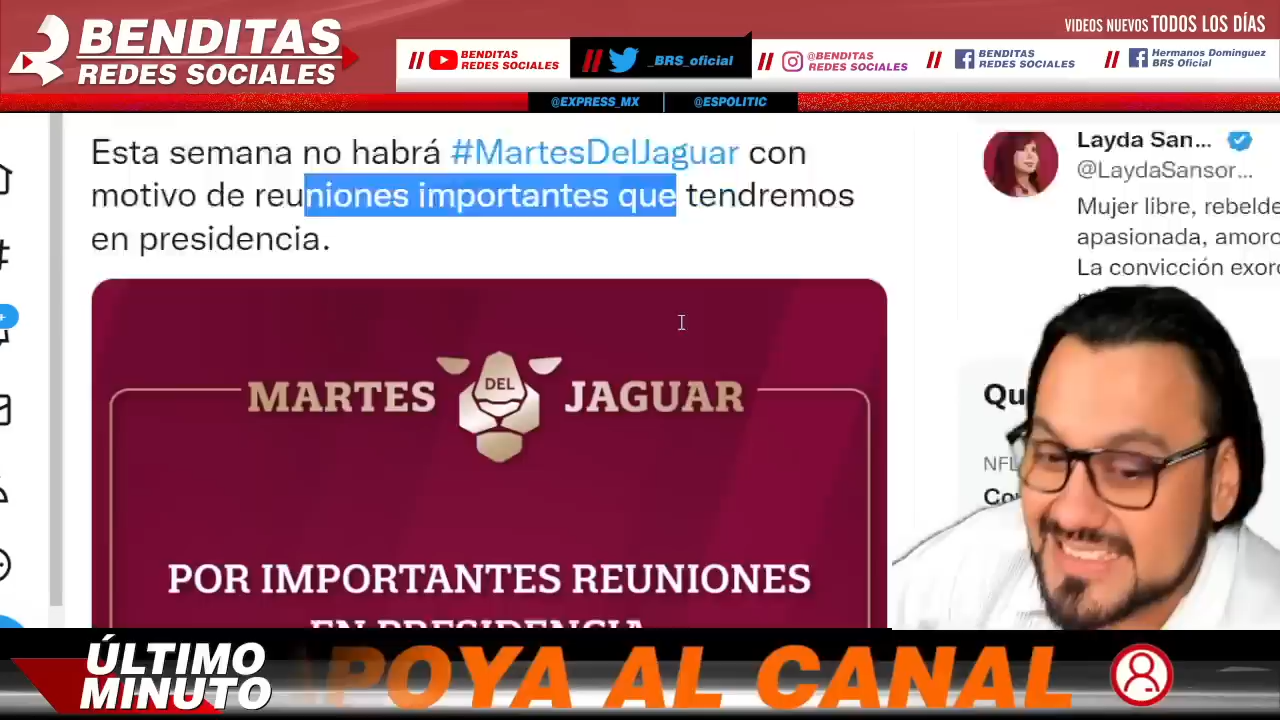 BENDITAS
REDES SOCIALES
VIDEOS NUEVOS TODOS LOS DÍAS
// BENDITAS
REDES SOCIALES
// _BRS_oficial
// @BENDITAS
REDES SOCIALES
// BENDITAS
REDES SOCIALES
// Hermanos Dominguez
BRS Oficial
@EXPRESS_MX
@ESPOLITIC
Esta semana no habrá #MartesDelJaguar con
motivo de reuniones importantes que tendremos
en presidencia.
Layda San...
@LaydaSansor...
Mujer libre, rebelde
apasionada, amoro
La convicción exor
MARTES DEL JAGUAR
POR IMPORTANTES REUNIONES
EN PRESIDENCIA
Qu
NFL
Co
ÚLTIMO
MINUTO
POYA AL CANAL